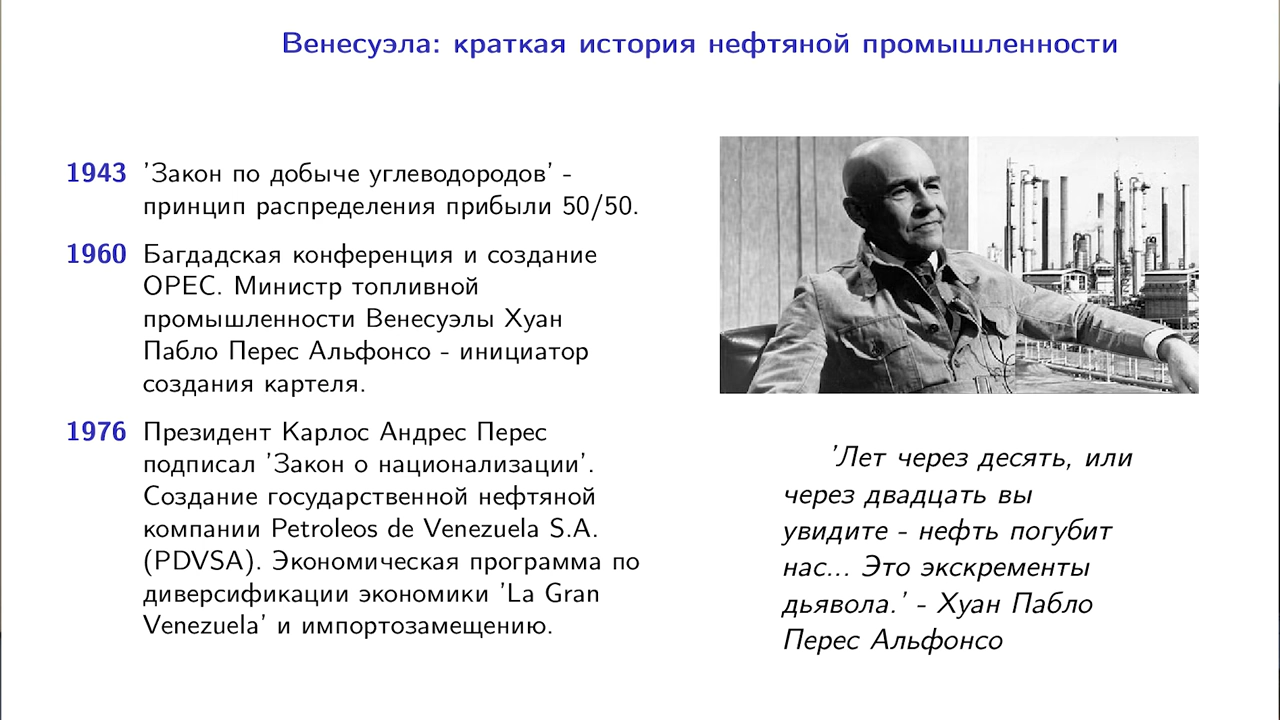 Венесуэла: краткая история нефтяной промышленности
1943 'Закон по добыче углеводородов' -
принцип распределения прибыли 50/50.
1960 Багдадская конференция и создание
OPEC. Министр топливной
промышленности Венесуэлы Хуан
Пабло Перес Альфонсо - инициатор
создания картеля.
1976 Президент Карлос Андрес Перес
подписал 'Закон о национализации'.
Создание государственной нефтяной
компании Petroleos de Venezuela S.A.
(PDVSA). Экономическая программа по
диверсификации экономики 'La Gran
Venezuela' и импортозамещению.
'Лет через десять, или
через двадцать вы
увидите - нефть погубит
нас... Это экскременты
дьявола.' - Хуан Пабло
Перес Альфонсо